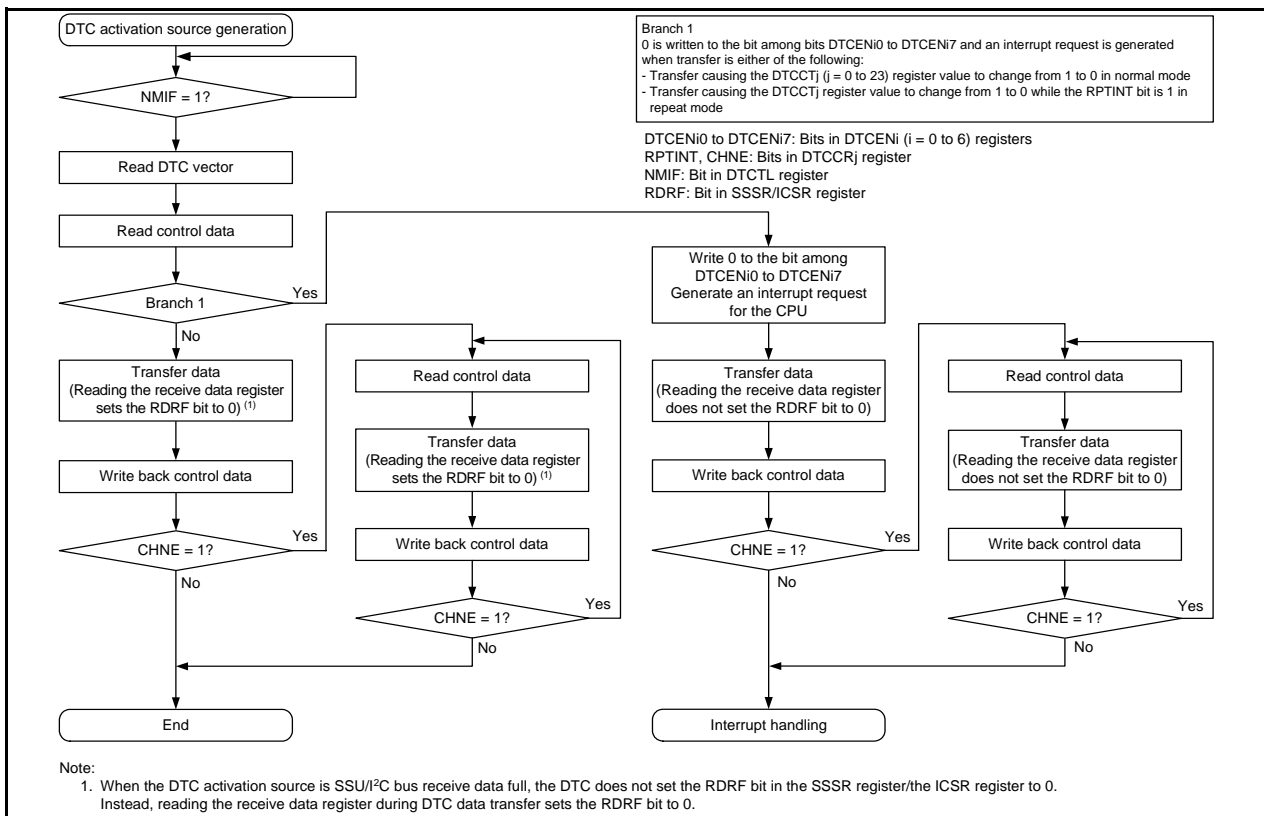 DTC activation source generation
NMIF = 1?
Read DTC vector
Read control data
Branch 1
Yes
No
Transfer data
(Reading the receive data register
sets the RDRF bit to 0) (1)
Write back control data
CHNE = 1?
Yes
No
End
Read control data
Transfer data
(Reading the receive data register
sets the RDRF bit to 0) (1)
Write back control data
CHNE = 1?
Yes
No
Branch 1
0 is written to the bit among bits DTCENi0 to DTCENi7 and an interrupt request is generated
when transfer is either of the following:
- Transfer causing the DTCCTj (j = 0 to 23) register value to change from 1 to 0 in normal mode
- Transfer causing the DTCCTj register value to change from 1 to 0 while the RPTINT bit is 1 in
repeat mode
DTCENi0 to DTCENi7: Bits in DTCENi (i = 0 to 6) registers
RPTINT, CHNE: Bits in DTCCRj register
NMIF: Bit in DTCTL register
RDRF: Bit in SSSR/ICSR register
Write 0 to the bit among
DTCENi0 to DTCENi7
Generate an interrupt request
for the CPU
Transfer data
(Reading the receive data register
does not set the RDRF bit to 0)
Write back control data
CHNE = 1?
Yes
No
Interrupt handling
Read control data
Transfer data
(Reading the receive data register
does not set the RDRF bit to 0)
Write back control data
CHNE = 1?
Yes
No
Note:
1. When the DTC activation source is SSU/I²C bus receive data full, the DTC does not set the RDRF bit in the SSSR register/the ICSR register to 0.
Instead, reading the receive data register during DTC data transfer sets the RDRF bit to 0.